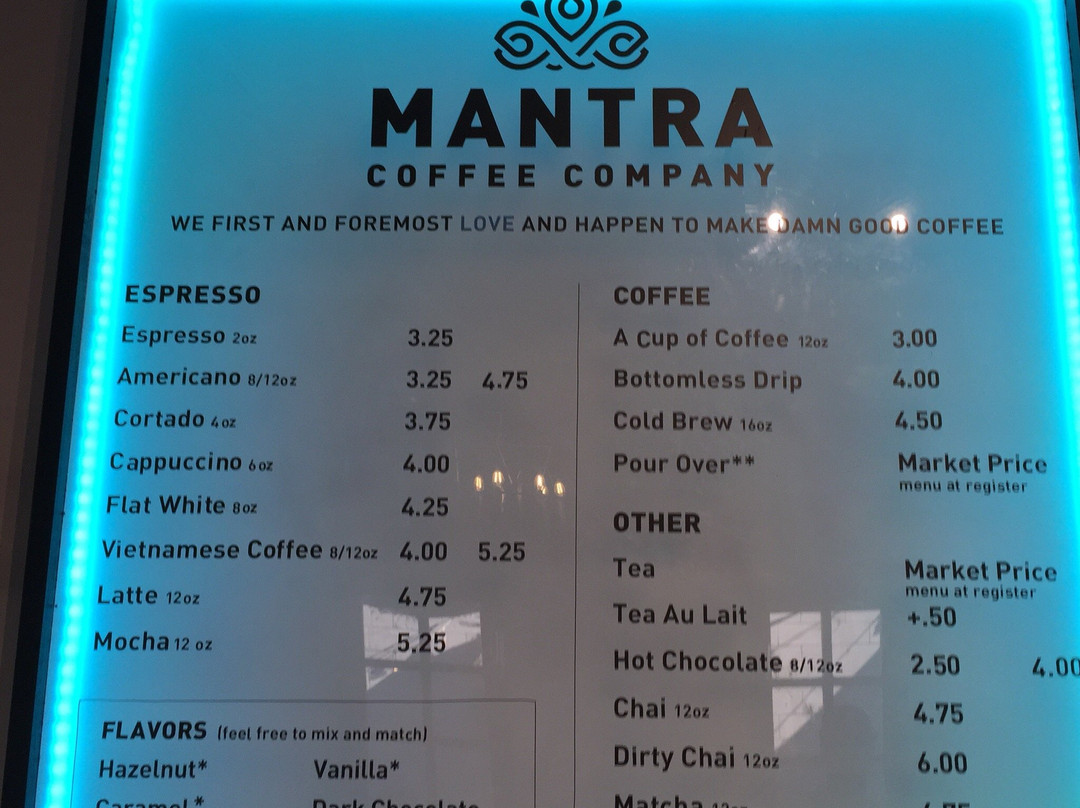 MANTRA
COFFEE COMPANY
WE FIRST AND FOREMOST LOVE AND HAPPEN TO MAKE DAMN GOOD COFFEE
ESPRESSO
Espresso 2oz 3.25
Americano 8/12oz 3.25 4.75
Cortado 4oz 3.75
Cappuccino 6oz 4.00
Flat White 8oz 4.25
Vietnamese Coffee 8/12oz 4.00 5.25
Latte 12oz 4.75
Mocha 12 oz 5.25
FLAVORS (feel free to mix and match)
Hazelnut* Vanilla*
Caramel* Dark Chocolate
COFFEE
A Cup of Coffee 12oz 3.00
Bottomless Drip 4.00
Cold Brew 16oz 4.50
Pour Over** Market Price
menu at register
OTHER
Tea Market Price
menu at register
Tea Au Lait +.50
Hot Chocolate 8/12oz 2.50 4.00
Chai 12oz 4.75
Dirty Chai 12oz 6.00
Matcha